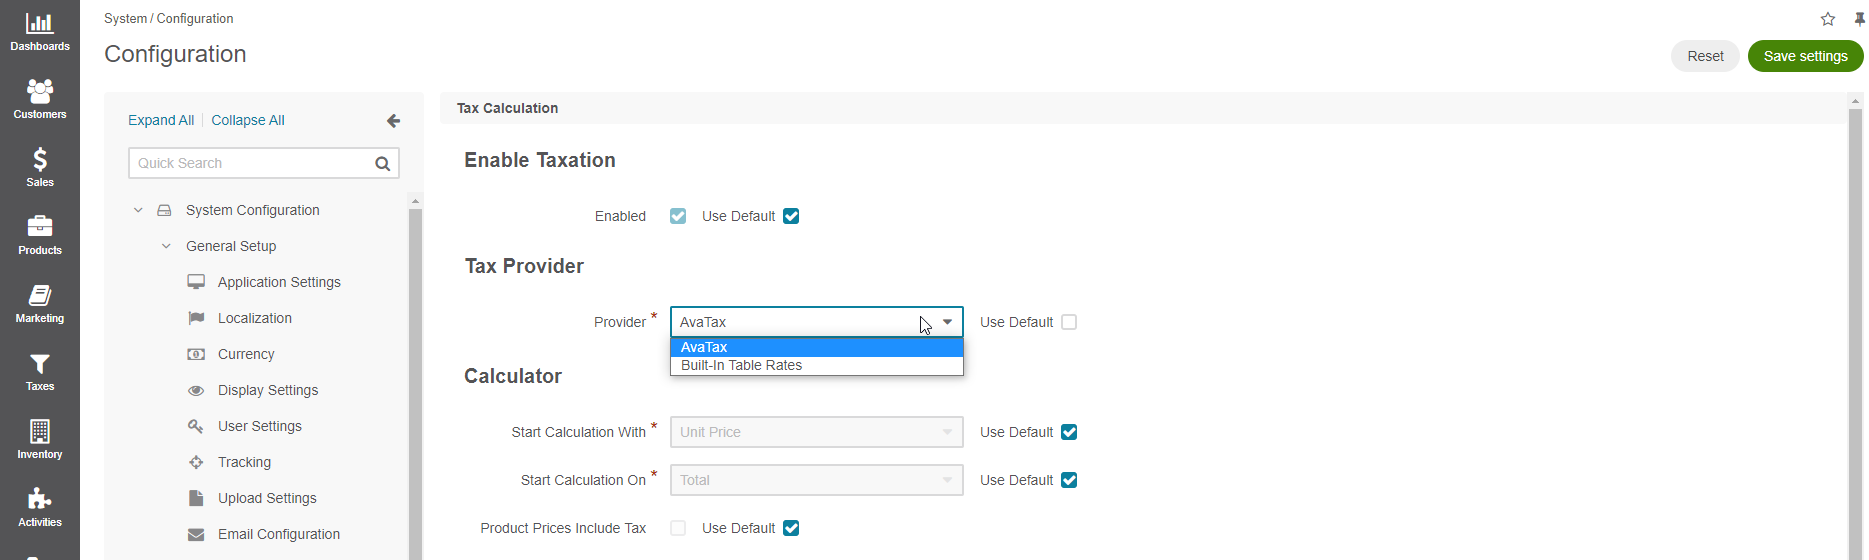 Dashboards
Customers
Sales
Products
Marketing
Taxes
Inventory
Activities
System / Configuration
Configuration
Reset
Save settings
Expand All | Collapse All
Quick Search
System Configuration
General Setup
Application Settings
Localization
Currency
Display Settings
User Settings
Tracking
Upload Settings
Email Configuration
Tax Calculation
Enable Taxation
Enabled Use Default
Tax Provider
Provider * AvaTax Use Default
AvaTax
Built-In Table Rates
Calculator
Start Calculation With * Unit Price Use Default
Start Calculation On * Total Use Default
Product Prices Include Tax Use Default